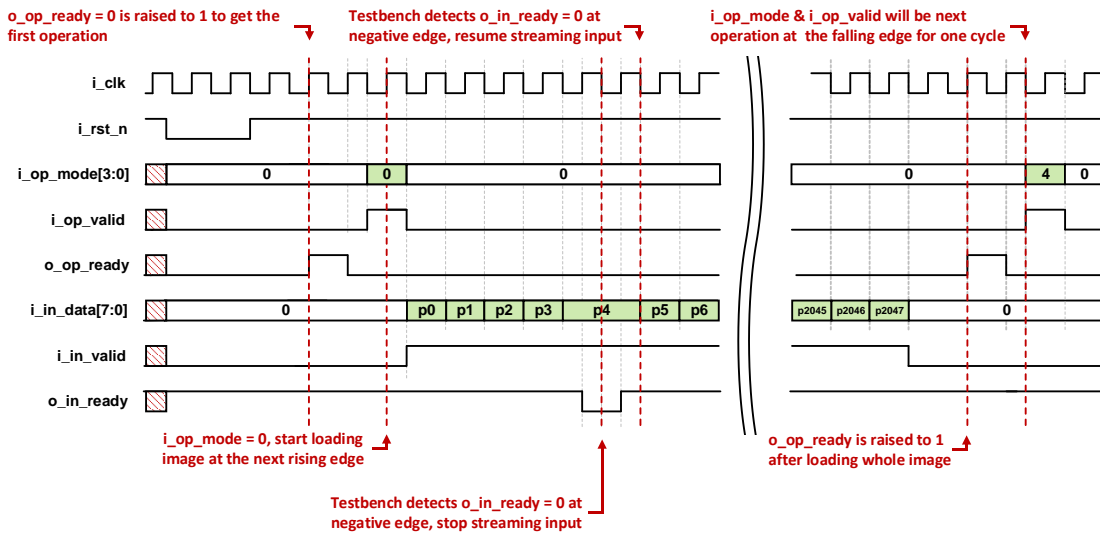 o_op_ready = 0 is raised to 1 to get the
first operation
Testbench detects o_in_ready = 0 at
negative edge, resume streaming input
i_op_mode & i_op_valid will be next
operation at the falling edge for one cycle
i_clk
i_rst_n
i_op_mode[3:0]
0
0
0
0
4
0
i_op_valid
o_op_ready
i_in_data[7:0]
0
p0
p1
p2
p3
p4
p5
p6
p2045
p2046
p2047
0
i_in_valid
o_in_ready
i_op_mode = 0, start loading
image at the next rising edge
o_op_ready is raised to 1
after loading whole image
Testbench detects o_in_ready = 0 at
negative edge, stop streaming input